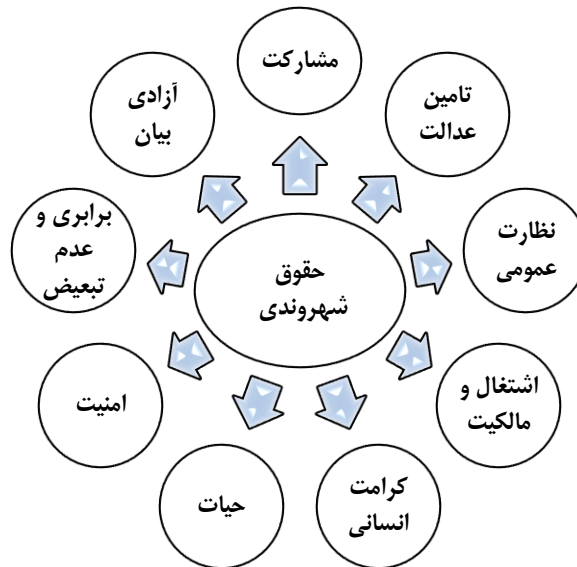 مشارکت
تامین
عدالت
نظارت
عمومی
اشتغال و
مالکیت
کرامت
انسانی
حیات
امنیت
برابری و
عدم
تبعیض
آزادی
بیان
حقوق
شهروندی